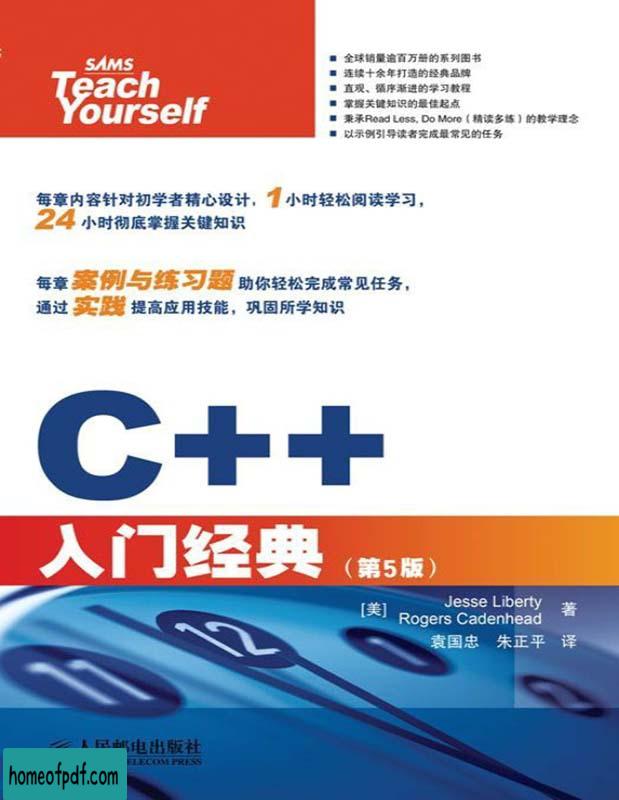 SAMS
Teach
Yourself
■ 全球销量逾百万册的系列图书
■ 连续十余年打造的经典品牌
■ 直观、循序渐进的学习教程
■ 掌握关键知识的最佳起点
■ 秉承Read Less, Do More（精读多练）的教学理念
■ 以示例引导读者完成最常见的任务
每章内容针对初学者精心设计，1小时轻松阅读学习，
24小时彻底掌握关键知识
每章案例与练习题助你轻松完成常见任务，
通过实践提高应用技能，巩固所学知识
C++
入门经典（第5版）
[美] Jesse Liberty
Rogers Cadenhead 著
袁国忠 朱正平 译
11
12
1
人民邮电出版社
TELECOM PRESS
homeofpdf.com